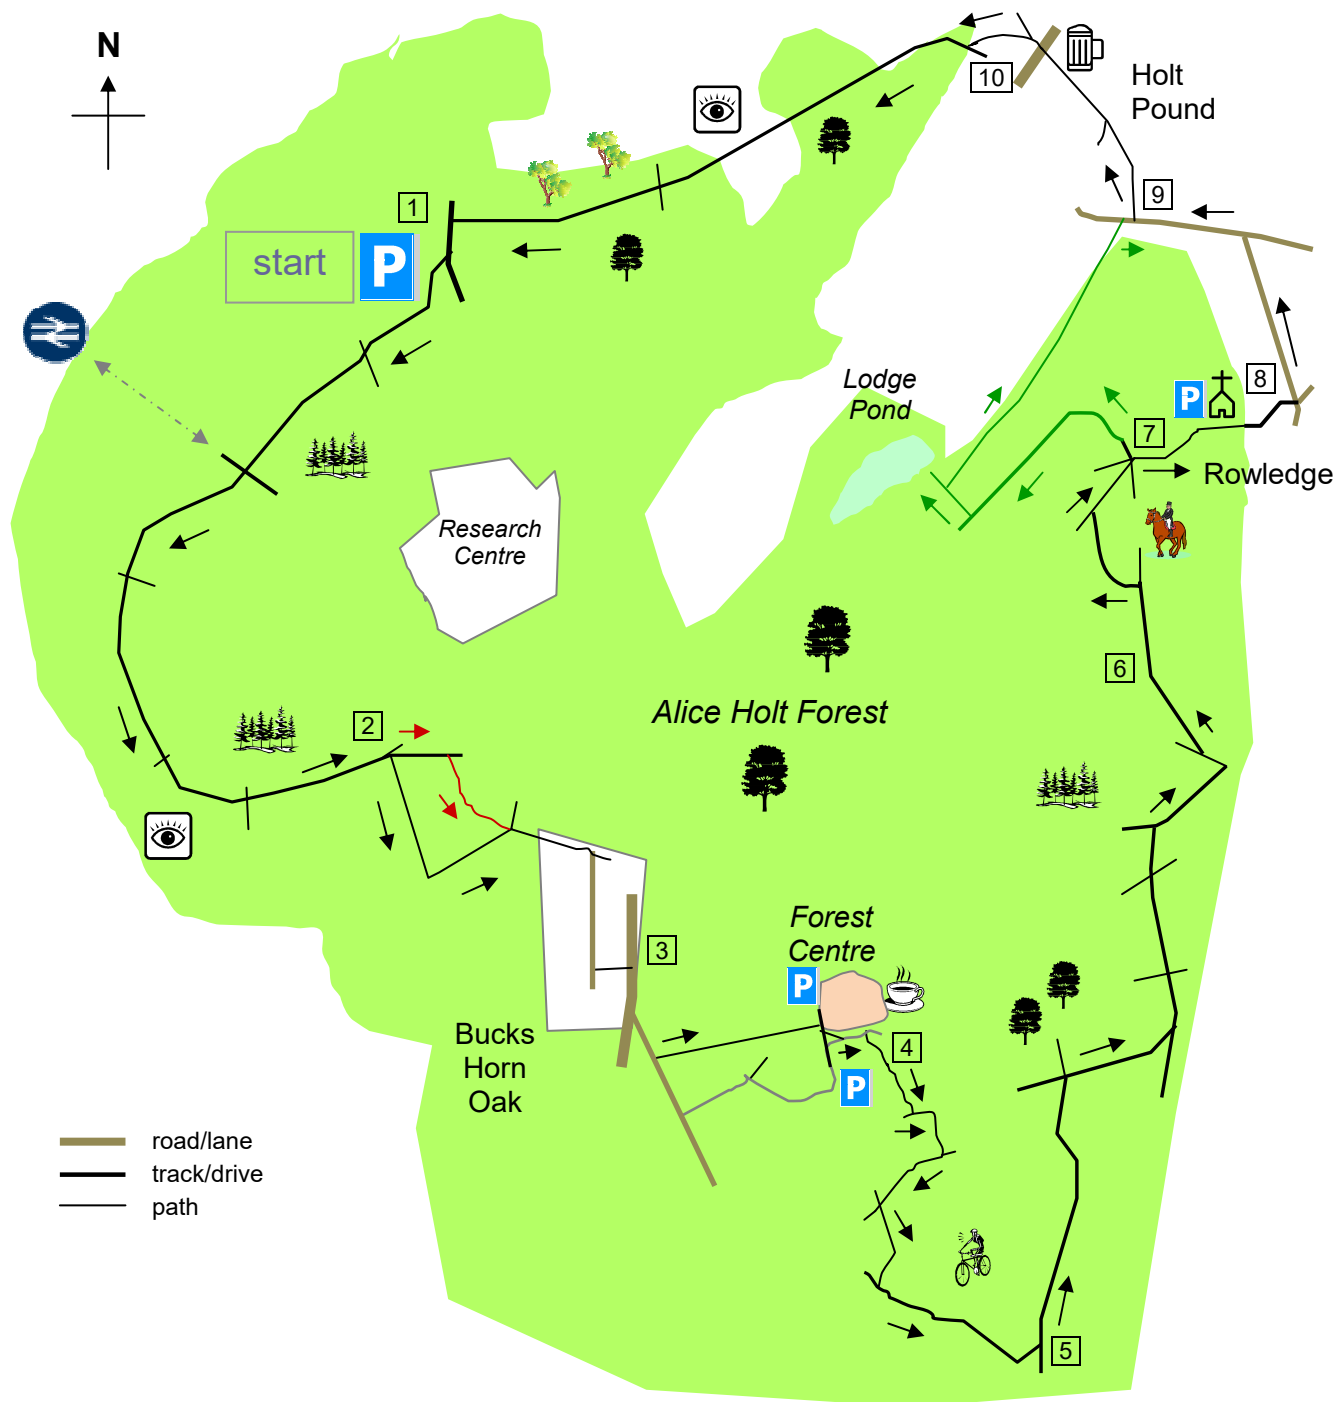 N
10
Holt
Pound
9
1
start
P
Lodge
Pond
P
8
7
Rowledge
Research
Centre
6
Alice Holt Forest
2
Forest
Centre
3
P
Bucks
Horn
Oak
4
P
road/lane
track/drive
path
5